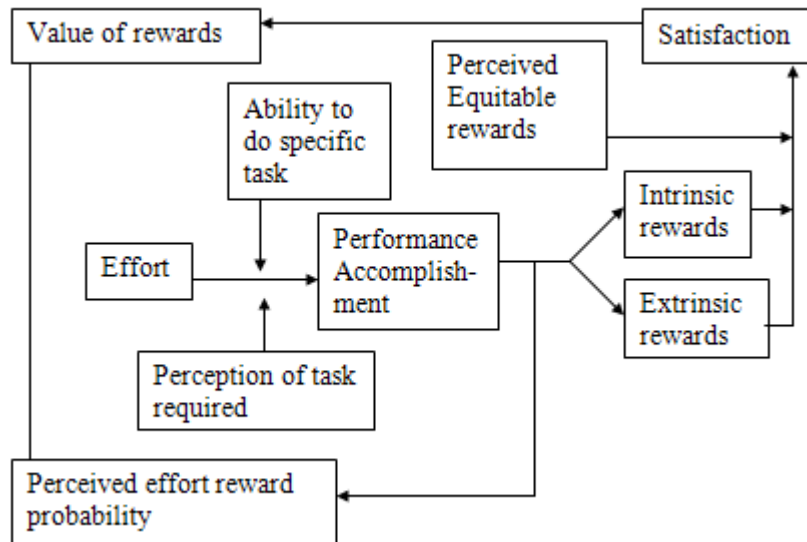 Value of rewards
Satisfaction
Perceived
Equitable
rewards
Ability to
do specific
task
Intrinsic
rewards
Performance
Accomplish-
ment
Effort
Extrinsic
rewards
Perception of task
required
Perceived effort reward
probability